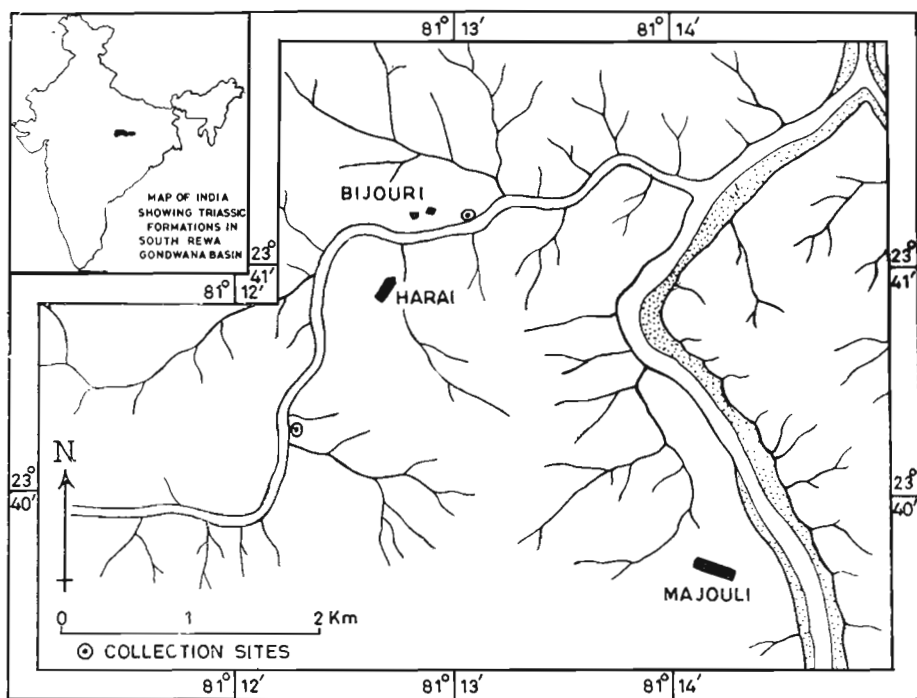 81° 13′ 81° 14′
MAP OF INDIA
SHOWING TRIASSIC
FORMATIONS IN
SOUTH REWA
GONDWANA BASIN
23°
41′
81° 12′
BIJOURI
HARAI
23°
41′
N
23°
40′
23°
40′
MAJOULI
0 1 2 Km
COLLECTION SITES
81° 12′ 81° 13′ 81° 14′